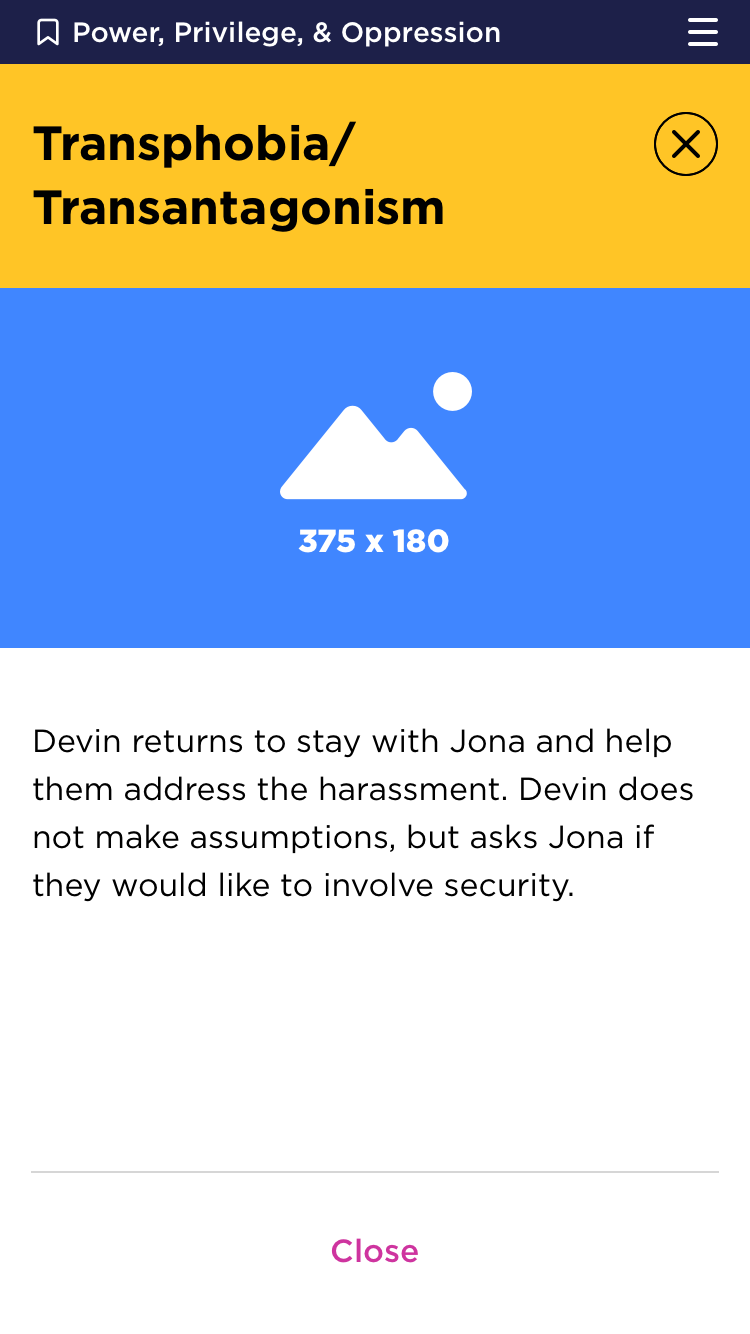 Power, Privilege, & Oppression
Transphobia/
Transantagonism
375 x 180
Devin returns to stay with Jona and help
them address the harassment. Devin does
not make assumptions, but asks Jona if
they would like to involve security.
Close